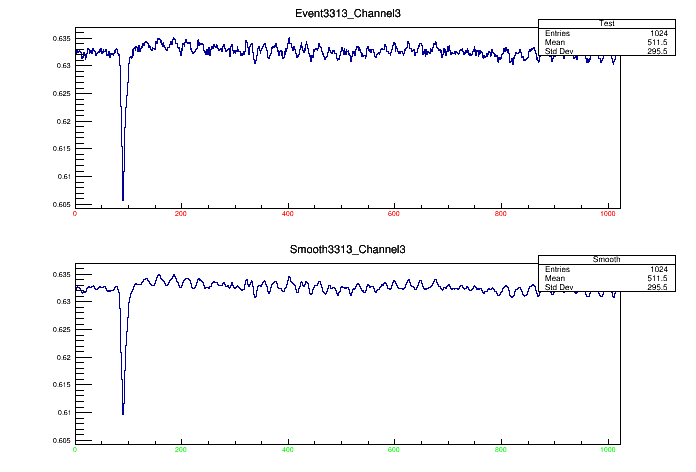 Event3313_Channel3
Test
Entries 1024
Mean 511.5
Std Dev 295.5
0.635
0.63
0.625
0.62
0.615
0.61
0.605
0 200 400 600 800 1000
Smooth3313_Channel3
Smooth
Entries 1024
Mean 511.5
Std Dev 295.5
0.635
0.63
0.625
0.62
0.615
0.61
0.605
0 200 400 600 800 1000